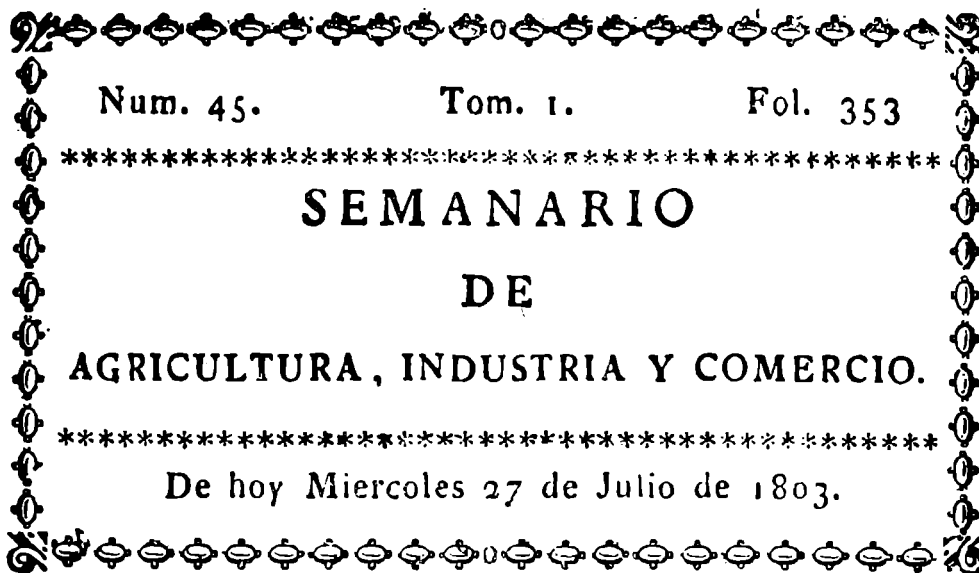 Num. 45. Tom. 1. Fol. 353
SEMANARIO
DE
AGRICULTURA, INDUSTRIA Y COMERCIO.
De hoy Miercoles 27 de Julio de 1803.